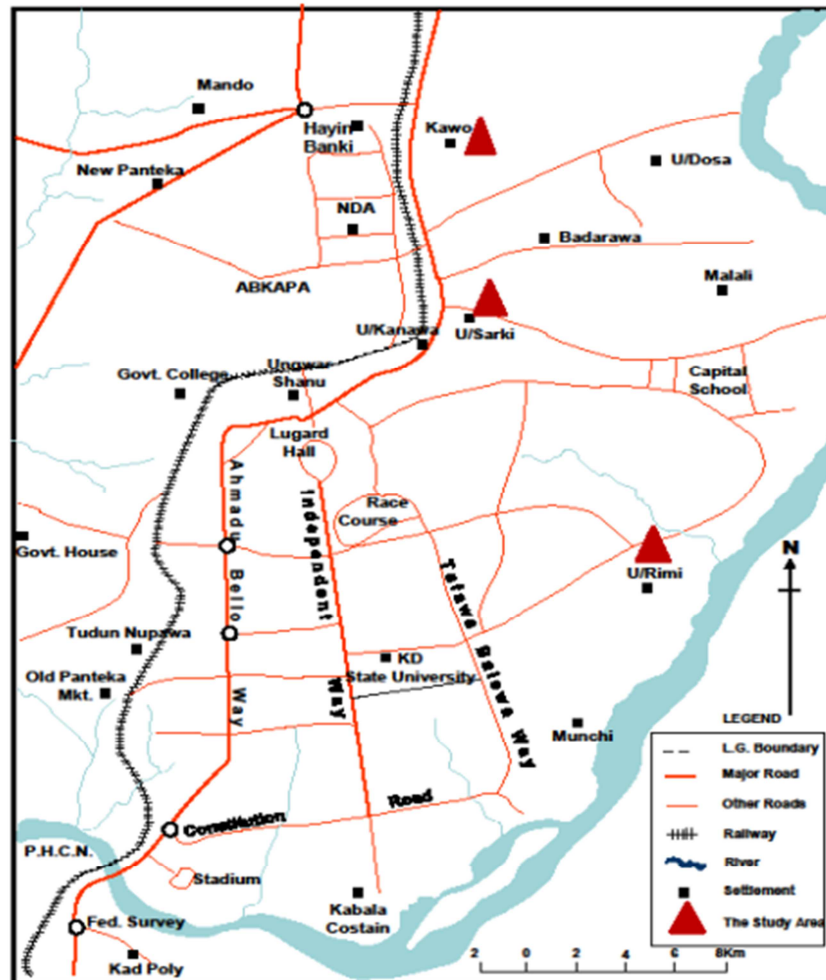 Mando
Hayin
Banki
Kawo
U/Dosa
New Panteka
NDA
Badarawa
ABKAPA
Malali
U/Kanawa
U/Sarki
Govt. College
Ungwar
Shanu
Capital
School
Lugard
Hall
Ahmadu Bello Way
Independent Way
Race
Course
Tafawa Balewa Way
Govt. House
U/Rimi
N
Tudun Nupawa
KD
State University
Old Panteka
Mkt.
Munchi
LEGEND
L.G. Boundary
Major Road
Other Roads
Railway
River
Settlement
The Study Area
Constitution Road
P.H.C.N.
Stadium
Kabala
Costain
Fed. Survey
Kad Poly
2 0 2 4 6 8Km